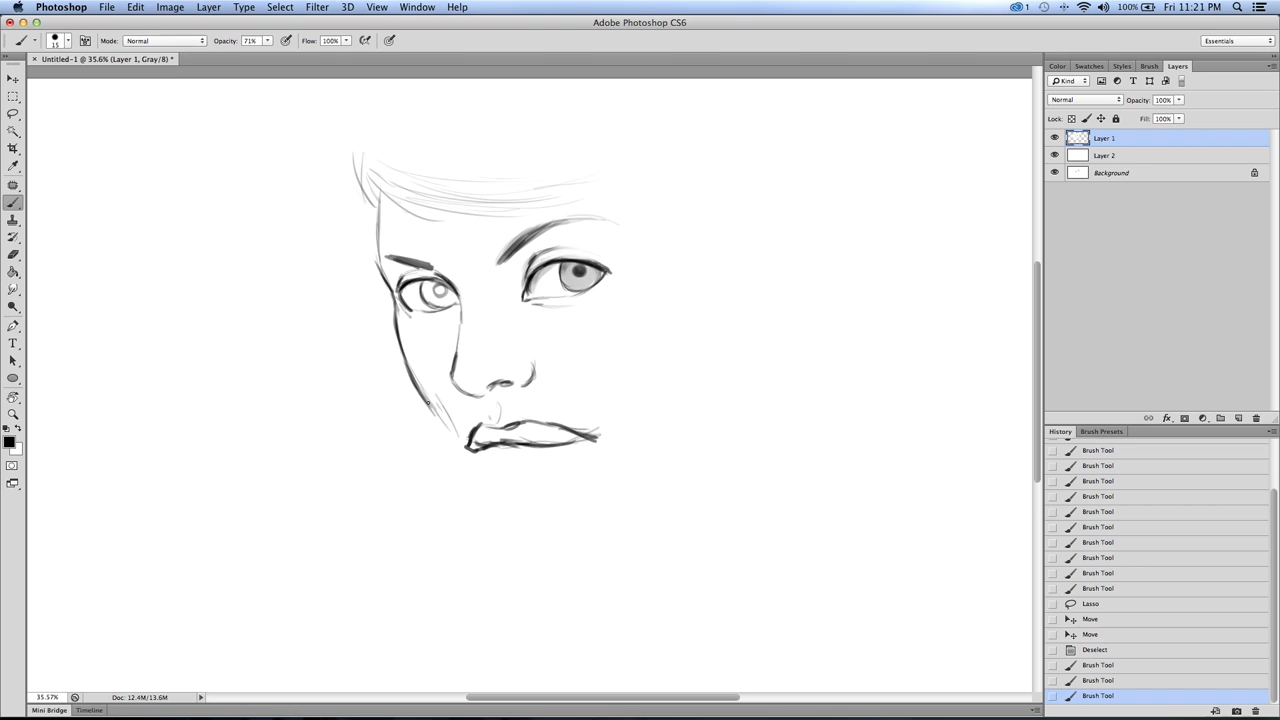 Photoshop File Edit Image Layer Type Select Filter 3D View Window Help 1 100% Fri 11:21 PM
Adobe Photoshop CS6
15 Mode: Normal Opacity: 71% Flow: 100% Essentials
× Untitled-1 @ 35.6% (Layer 1, Gray/8) *
Color Swatches Styles Brush Layers
Kind
Normal Opacity: 100%
Lock: Fill: 100%
Layer 1
Layer 2
Background
History Brush Presets
Brush Tool
Brush Tool
Brush Tool
Brush Tool
Brush Tool
Brush Tool
Brush Tool
Brush Tool
Brush Tool
Brush Tool
Lasso
Move
Move
Deselect
Brush Tool
Brush Tool
Brush Tool
35.57% Doc: 12.4M/13.6M
Mini Bridge Timeline